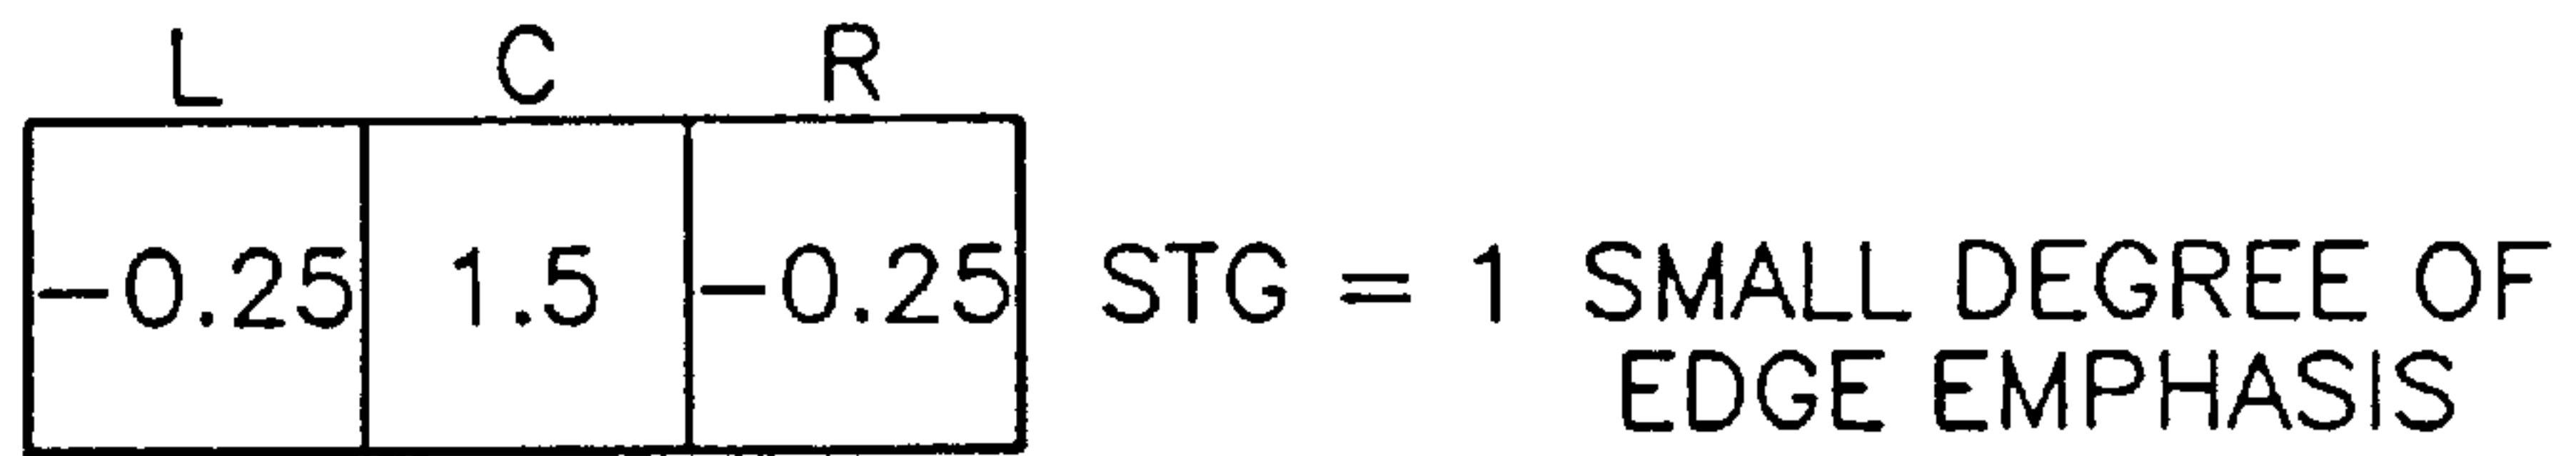 L C R
-0.25 1.5 -0.25 STG = 1 SMALL DEGREE OF
EDGE EMPHASIS